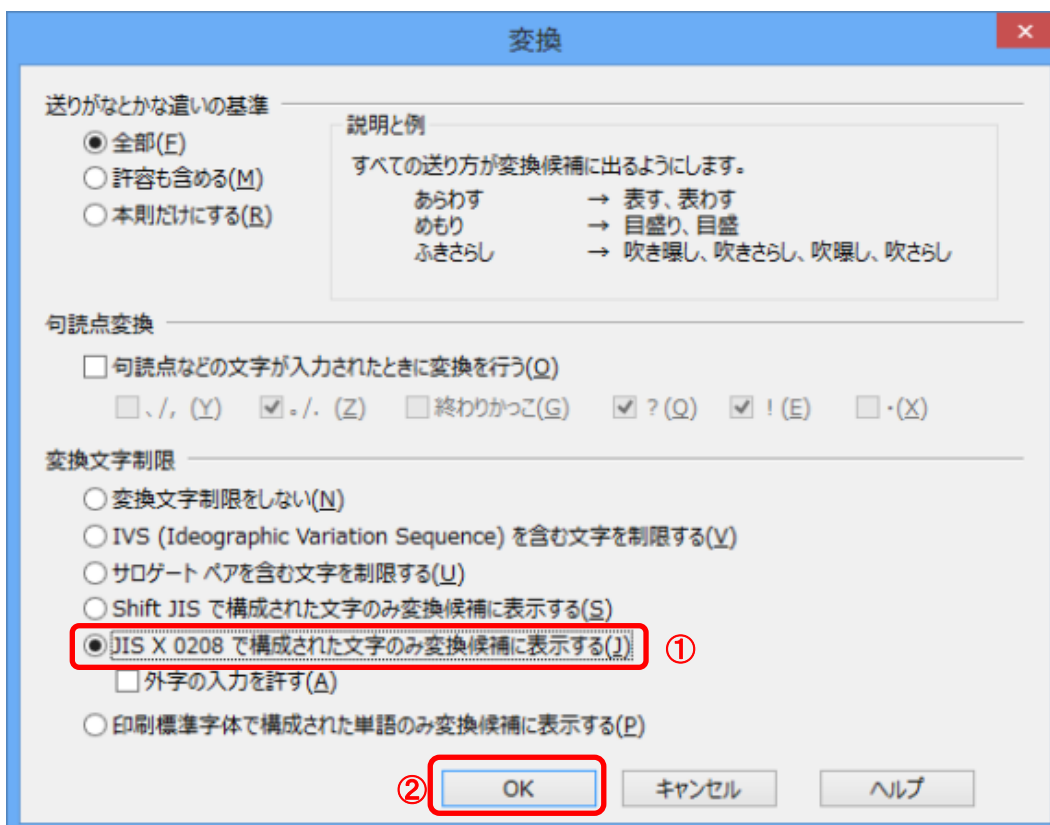 変換
送りがなとかな遣いの基準
全部(F)
許容も含める(M)
本則だけにする(R)
説明と例
すべての送り方が変換候補に出るようにします。
あらわす → 表す、表わす
めもり → 目盛り、目盛
ふきさらし → 吹き曝し、吹きさらし、吹曝し、吹さらし
句読点変換
句読点などの文字が入力されたときに変換を行う(O)
、/, (Y) 。/. (Z) 終わりかっこ(G) ? (Q) ! (E) ・(X)
変換文字制限
変換文字制限をしない(N)
IVS (Ideographic Variation Sequence) を含む文字を制限する(V)
サロゲート ペアを含む文字を制限する(U)
Shift JIS で構成された文字のみ変換候補に表示する(S)
JIS X 0208 で構成された文字のみ変換候補に表示する(J) ①
外字の入力を許す(A)
印刷標準字体で構成された単語のみ変換候補に表示する(P)
② OK キャンセル ヘルプ